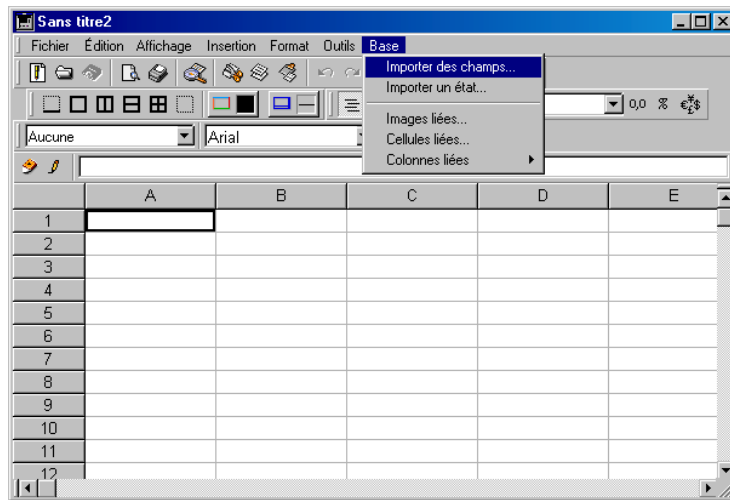 Sans titre2
Fichier Édition Affichage Insertion Format Outils Base
Importer des champs...
Importer un état...
Images liées...
Cellules liées...
Colonnes liées
0,0 % €¥£$
Aucune Arial
A B C D E
1
2
3
4
5
6
7
8
9
10
11
12